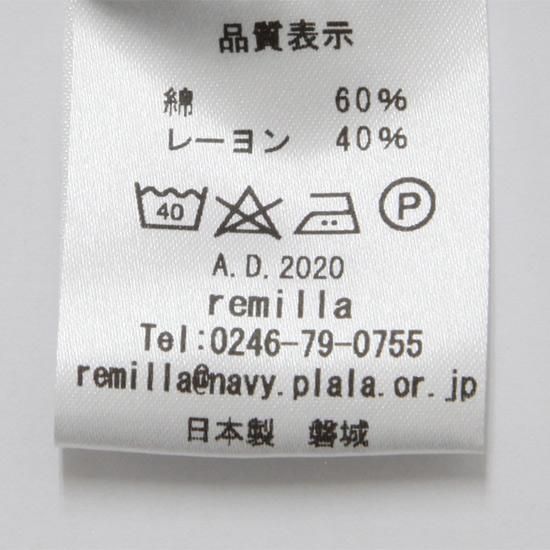 品質表示
綿 60%
レーヨン 40%
40 P
A.D.2020
remilla
Tel:0246-79-0755
remilla@navy.plala.or.jp
日本製 磐城